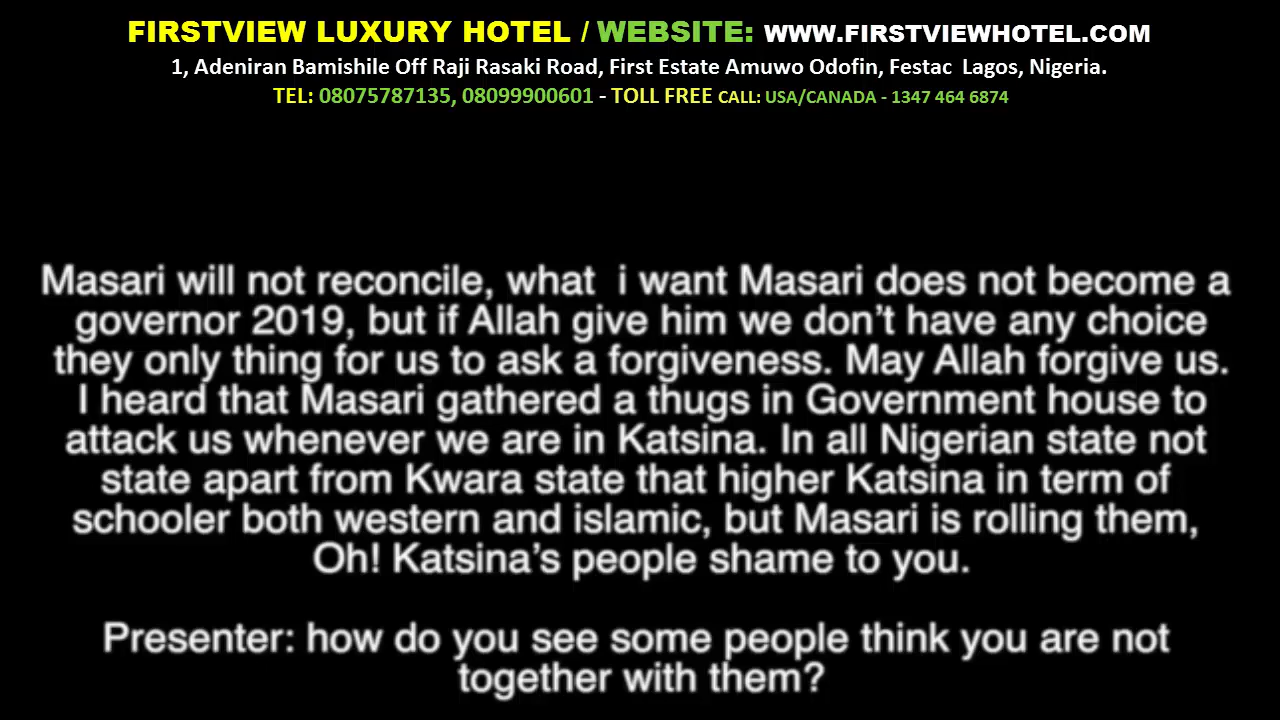 FIRSTVIEW LUXURY HOTEL / WEBSITE: WWW.FIRSTVIEWHOTEL.COM
1, Adeniran Bamishile Off Raji Rasaki Road, First Estate Amuwo Odofin, Festac Lagos, Nigeria.
TEL: 08075787135, 08099900601 - TOLL FREE CALL: USA/CANADA - 1347 464 6874
Masari will not reconcile, what i want Masari does not become a
governor 2019, but if Allah give him we don't have any choice
they only thing for us to ask a forgiveness. May Allah forgive us.
I heard that Masari gathered a thugs in Government house to
attack us whenever we are in Katsina. In all Nigerian state not
state apart from Kwara state that higher Katsina in term of
schooler both western and islamic, but Masari is rolling them,
Oh! Katsina's people shame to you.
Presenter: how do you see some people think you are not
together with them?